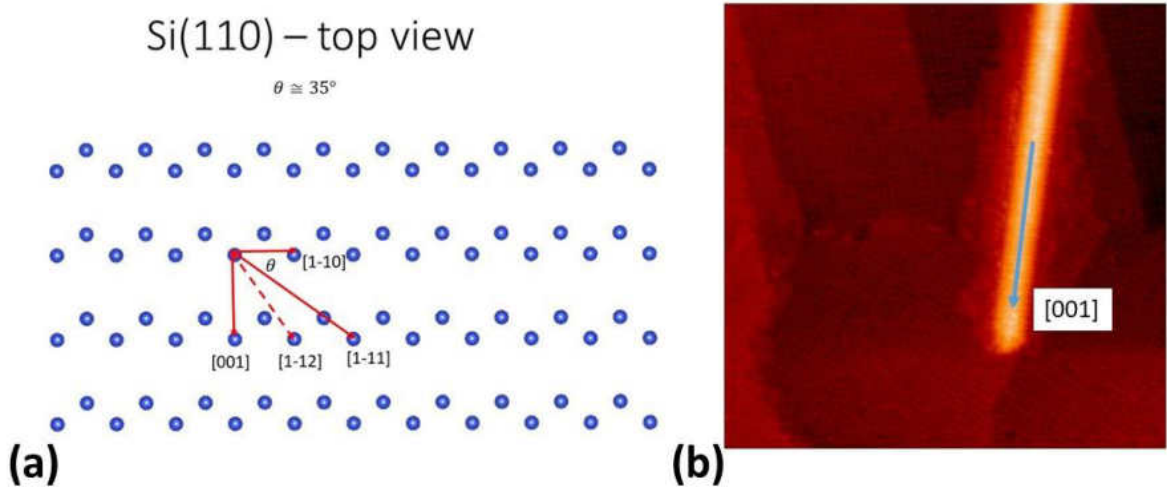 Si(110) – top view
θ ≅ 35°
[1-10]
θ
[001]
[1-12]
[1-11]
(a)
[001]
(b)